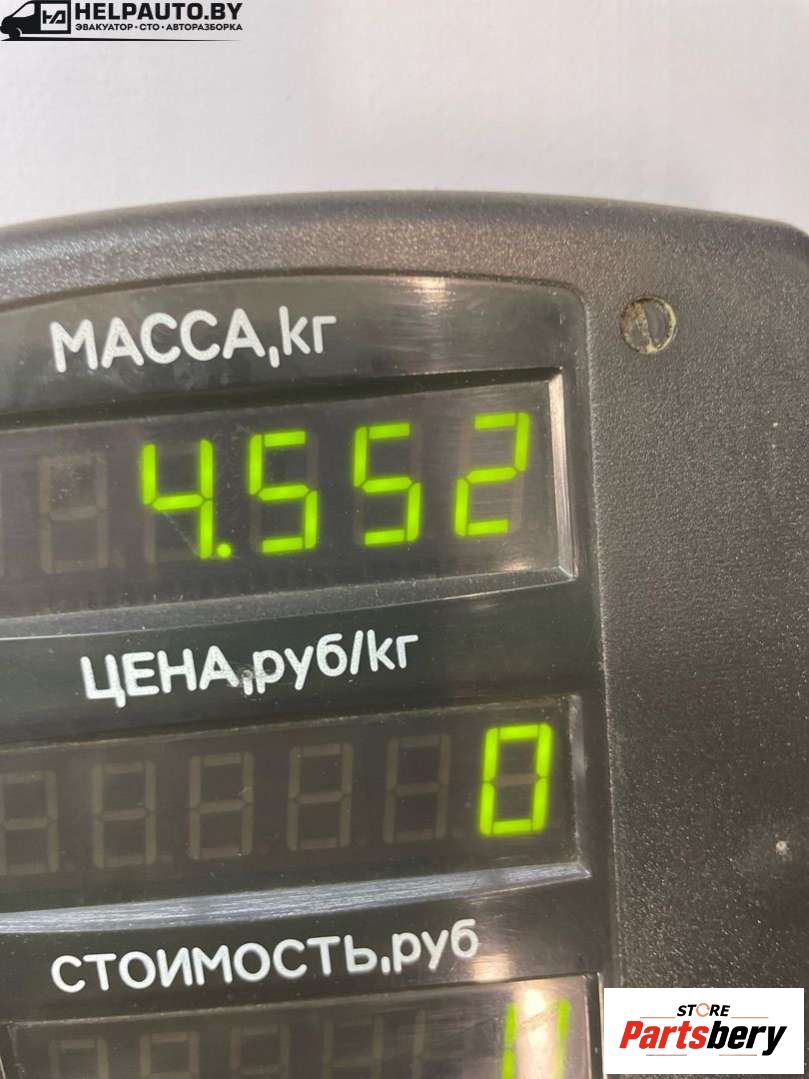 HELPAUTO.BY
ЭВАКУАТОР • СТО • АВТОРАЗБОРКА
МАССА,кг
4.552
ЦЕНА,руб/кг
0
СТОИМОСТЬ,руб
STORE
Partsbery